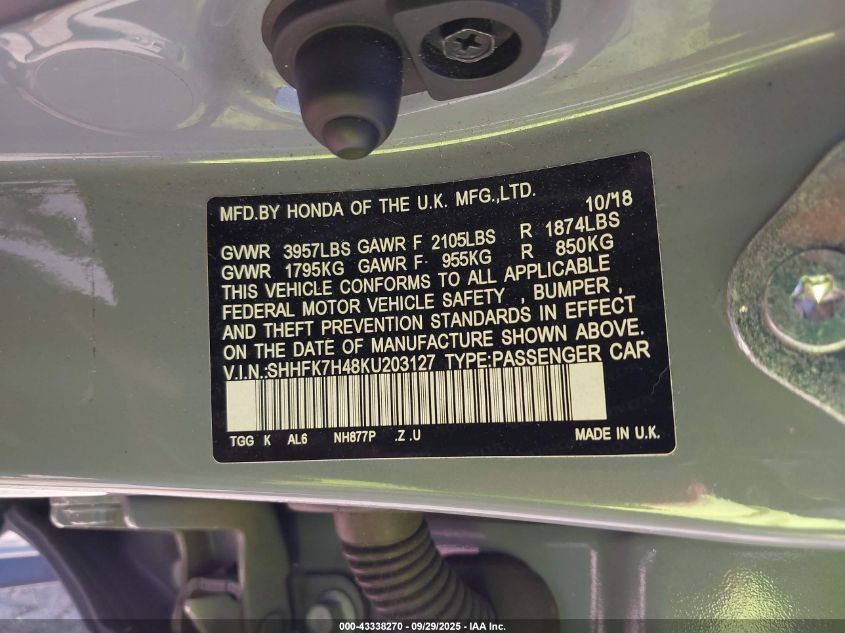 MFD.BY HONDA OF THE U.K. MFG.,LTD. 10/18
GVWR 3957LBS GAWR F 2105LBS R 1874LBS
GVWR 1795KG GAWR F 955KG R 850KG
THIS VEHICLE CONFORMS TO ALL APPLICABLE
FEDERAL MOTOR VEHICLE SAFETY , BUMPER ,
AND THEFT PREVENTION STANDARDS IN EFFECT
ON THE DATE OF MANUFACTURE SHOWN ABOVE.
V.I.N.:SHHFK7H48KU203127 TYPE:PASSENGER CAR
TGG K AL6 NH877P .Z .U MADE IN U.K.
000-43338270 - 09/29/2025 - IAA Inc.